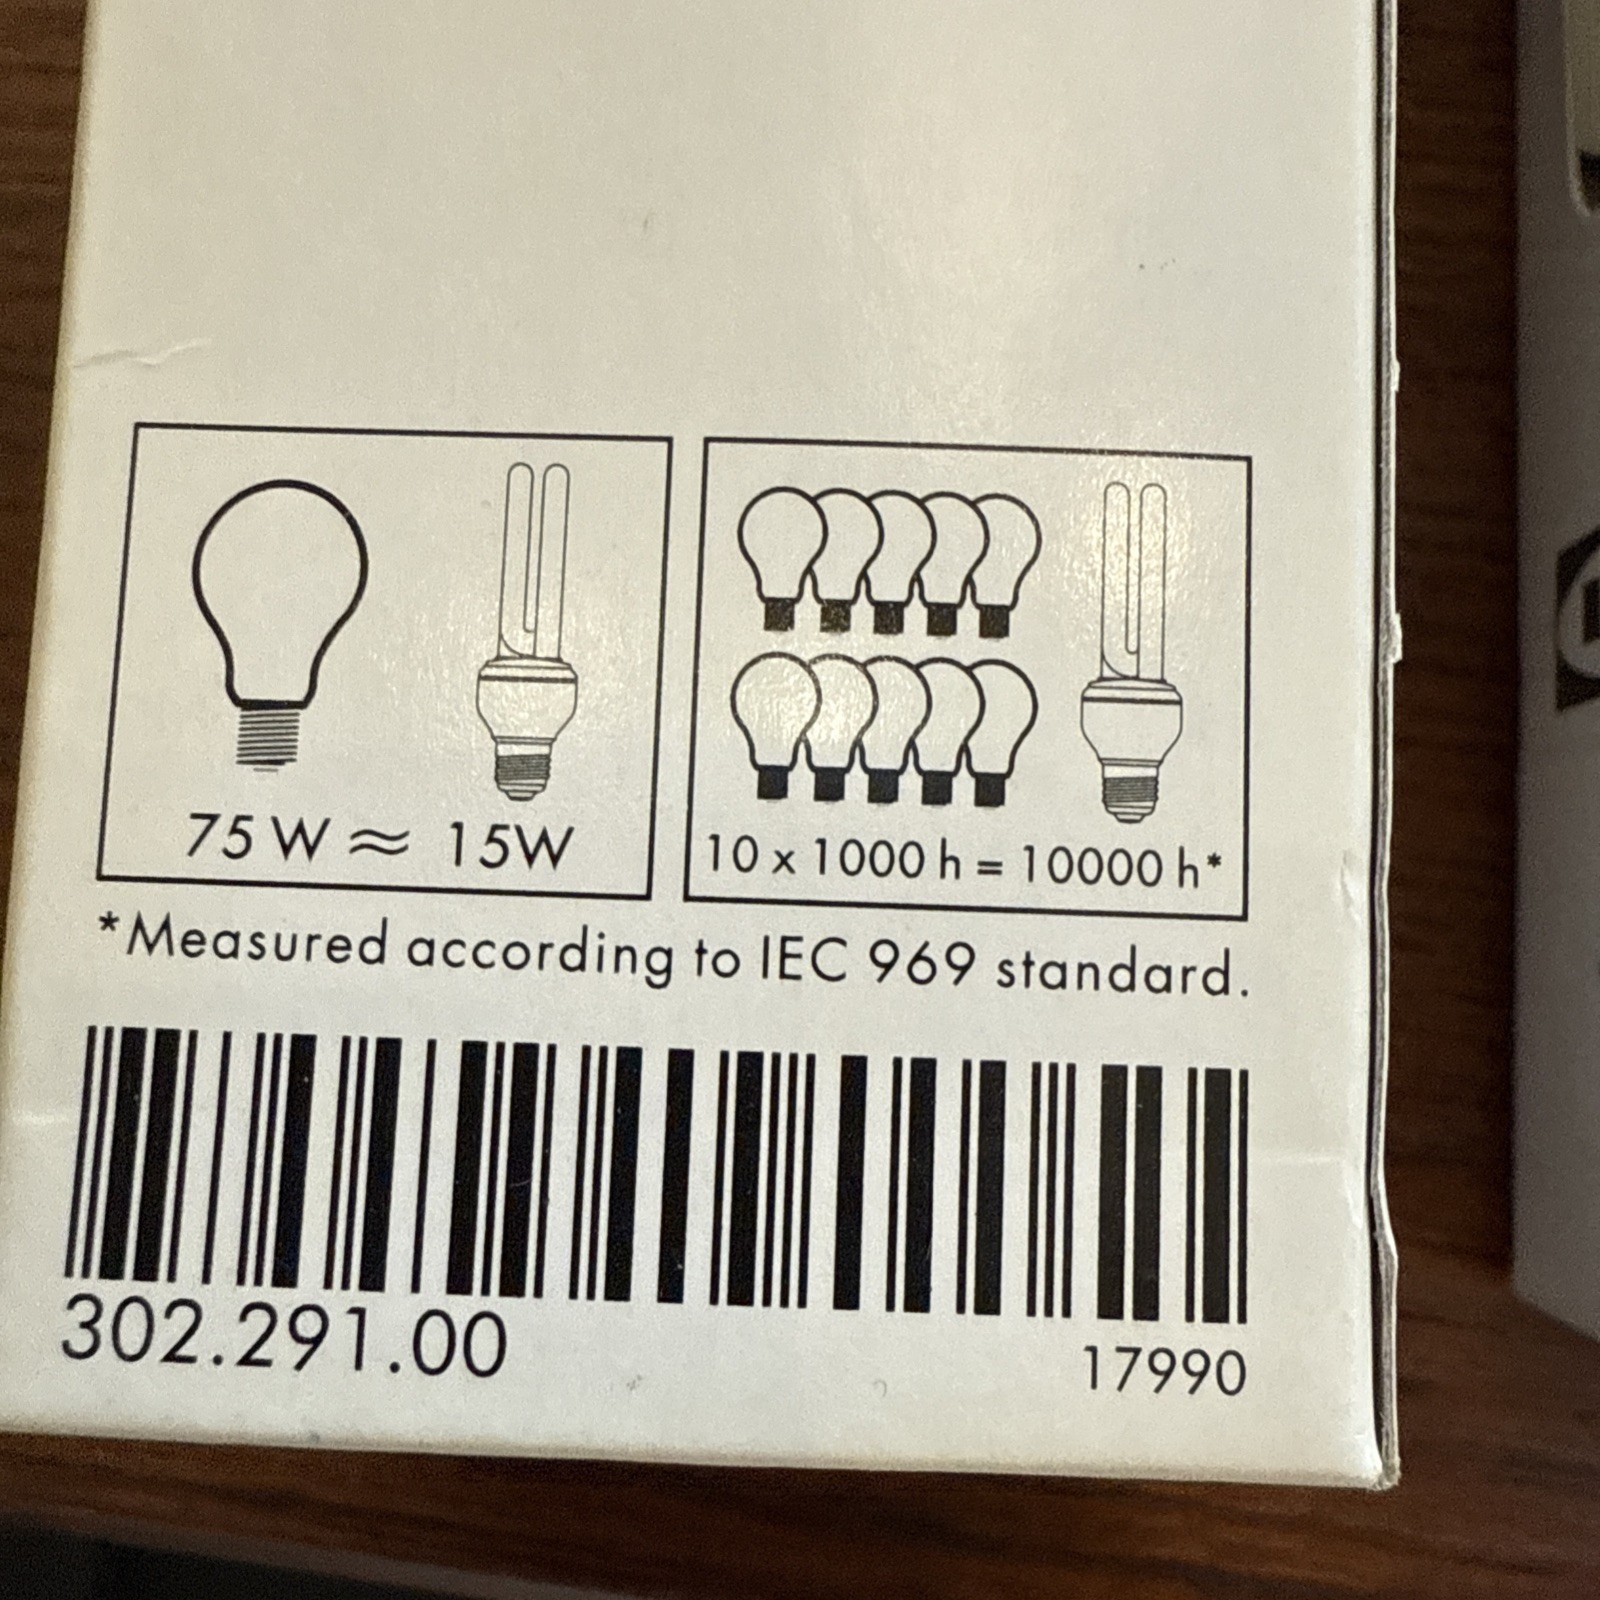 75 W ≈ 15W
10 x 1000 h = 10000 h*
*Measured according to IEC 969 standard.
302.291.00
17990